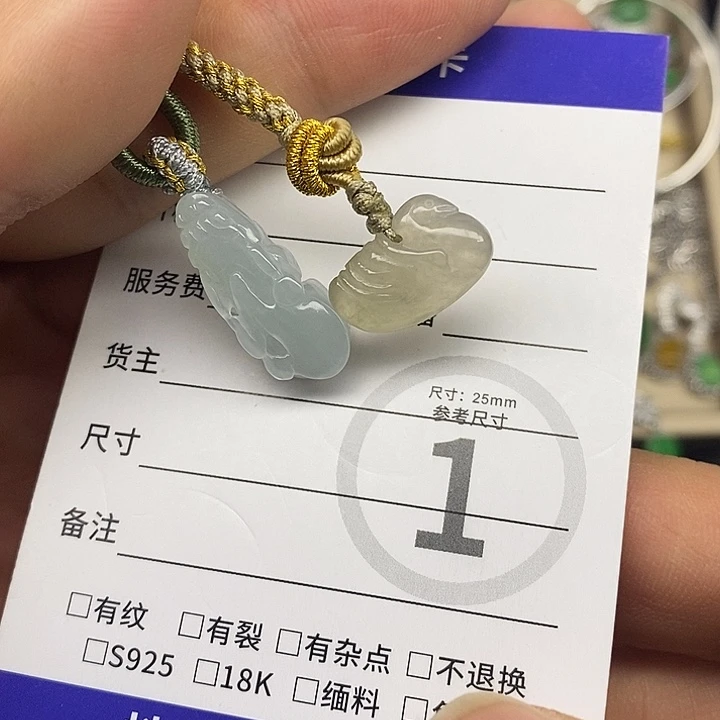 卡
服务费
货主
尺寸：25mm
参考尺寸
尺寸
1
备注
□有纹 □有裂 □有杂点 □不退换
□S925 □18K □缅料